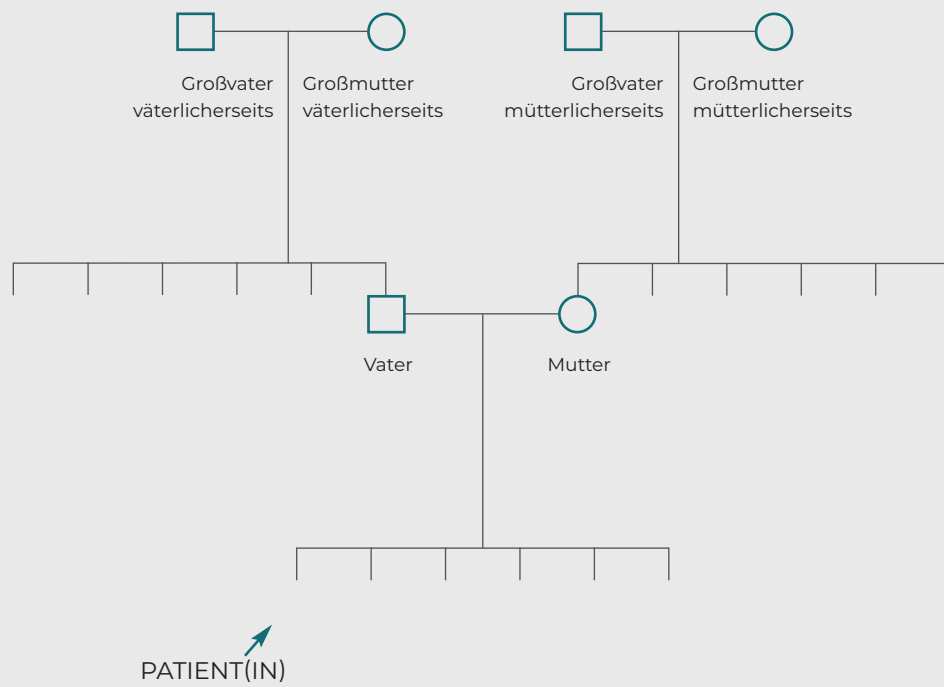 Großvater
väterlicherseits
Großmutter
väterlicherseits
Großvater
mütterlicherseits
Großmutter
mütterlicherseits
Vater
Mutter
PATIENT(IN)